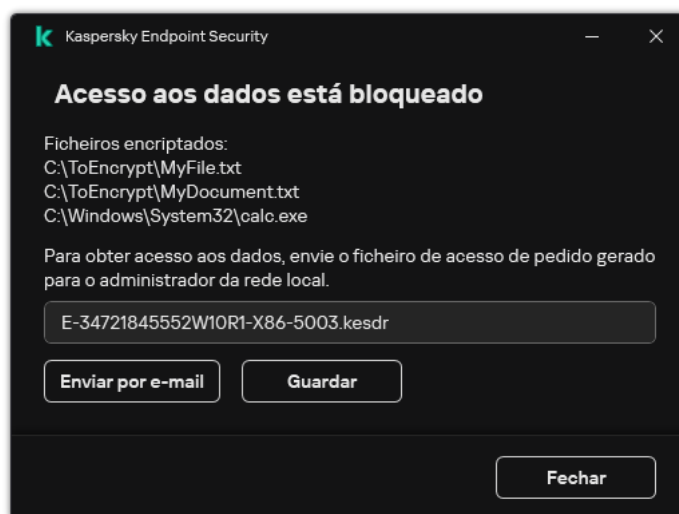 Kaspersky Endpoint Security
Acesso aos dados está bloqueado
Ficheiros encriptados:
C:\ToEncrypt\MyFile.txt
C:\ToEncrypt\MyDocument.txt
C:\Windows\System32\calc.exe
Para obter acesso aos dados, envie o ficheiro de acesso de pedido gerado
para o administrador da rede local.
E-34721845552W10R1-X86-5003.kesdr
Enviar por e-mail
Guardar
Fechar